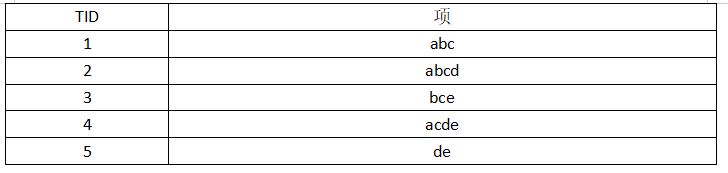 TID 项
1 abc
2 abcd
3 bce
4 acde
5 de